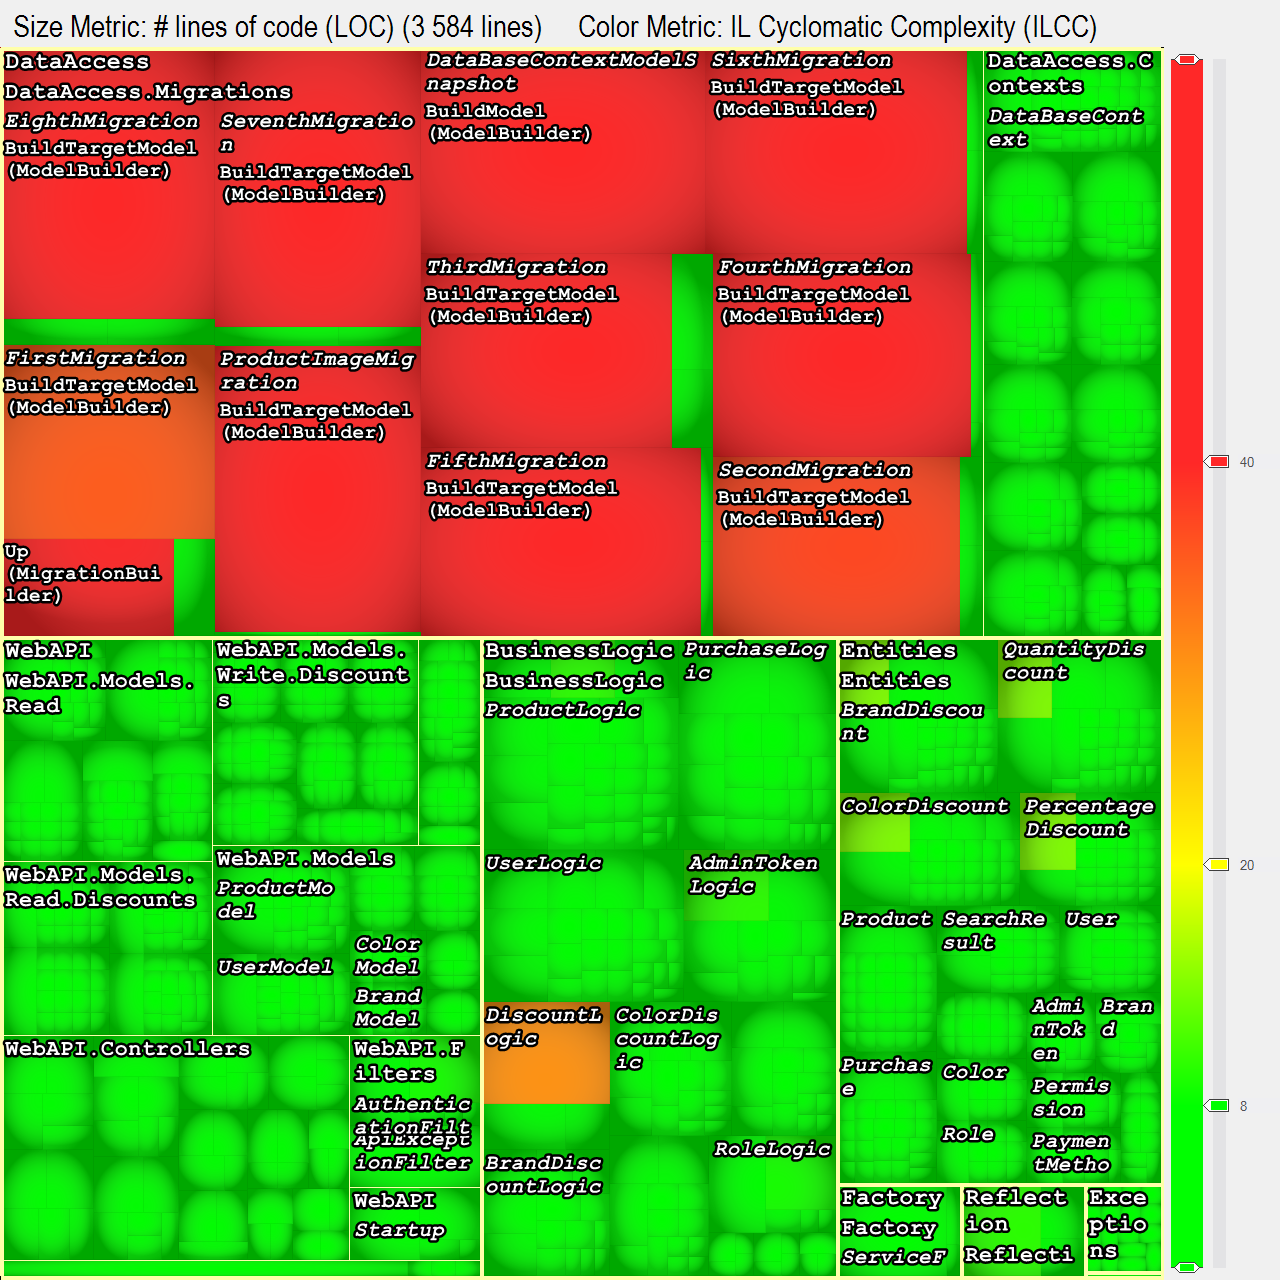 Size Metric: # lines of code (LOC) (3 584 lines)     Color Metric: IL Cyclomatic Complexity (ILCC)
DataAccess
DataAccess.Migrations
EighthMigration
BuildTargetModel
(ModelBuilder)
SeventhMigratio
n
BuildTargetModel
(ModelBuilder)
DataBaseContextModelS
napshot
BuildModel
(ModelBuilder)
SixthMigration
BuildTargetModel
(ModelBuilder)
DataAccess.C
ontexts
DataBaseCont
ext
ThirdMigration
BuildTargetModel
(ModelBuilder)
FourthMigration
BuildTargetModel
(ModelBuilder)
FirstMigration
BuildTargetModel
(ModelBuilder)
ProductImageMig
ration
BuildTargetModel
(ModelBuilder)
FifthMigration
BuildTargetModel
(ModelBuilder)
SecondMigration
BuildTargetModel
(ModelBuilder)
Up
(MigrationBui
lder)
WebAPI
WebAPI.Models.
Read
WebAPI.Models.
Write.Discount
s
WebAPI.Models.
Read.Discounts
WebAPI.Models
ProductMo
del
UserModel
Color
Model
Brand
Model
WebAPI.Controllers
WebAPI.F
ilters
Authentic
ationFilt
ApiExcept
ionFilter
WebAPI
Startup
BusinessLogic
BusinessLogic
ProductLogic
PurchaseLog
ic
UserLogic
AdminToken
Logic
DiscountL
ogic
ColorDis
countLog
ic
BrandDisc
ountLogic
RoleLogic
Entities
Entities
BrandDiscou
nt
QuantityDis
count
ColorDiscount
Percentage
Discount
Product
SearchRe
sult
User
Admi
nTok
en
Bran
d
Purchas
e
Color
Permis
sion
Role
Paymen
tMetho
Factory
Factory
ServiceF
Reflect
ion
Reflecti
Exce
ptio
ns
40
20
8